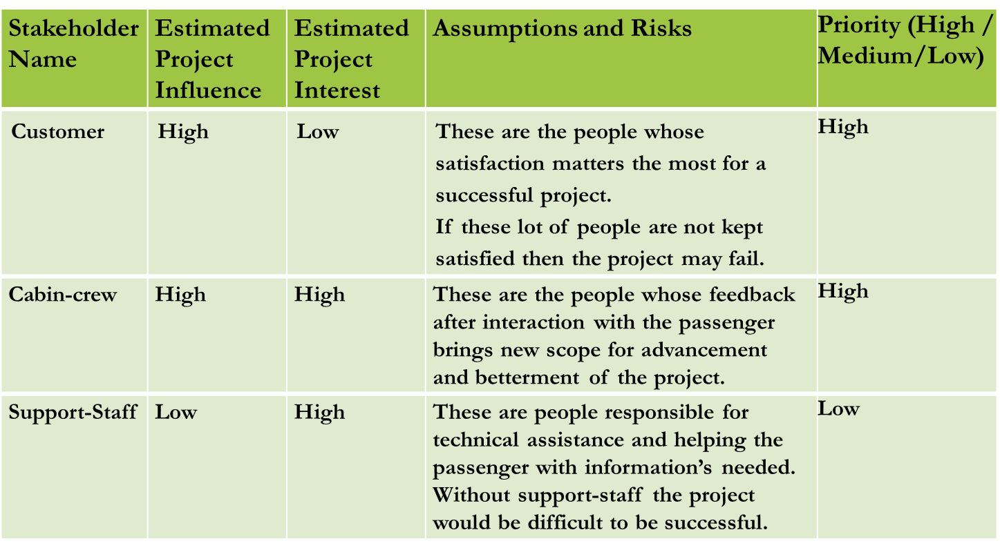 Stakeholder Name
Estimated Project Influence
Estimated Project Interest
Assumptions and Risks
Priority (High / Medium/Low)
Customer
High
Low
These are the people whose
satisfaction matters the most for a
successful project.
If these lot of people are not kept
satisfied then the project may fail.
High
Cabin-crew
High
High
These are the people whose feedback
after interaction with the passenger
brings new scope for advancement
and betterment of the project.
High
Support-Staff
Low
High
These are people responsible for
technical assistance and helping the
passenger with information’s needed.
Without support-staff the project
would be difficult to be successful.
Low